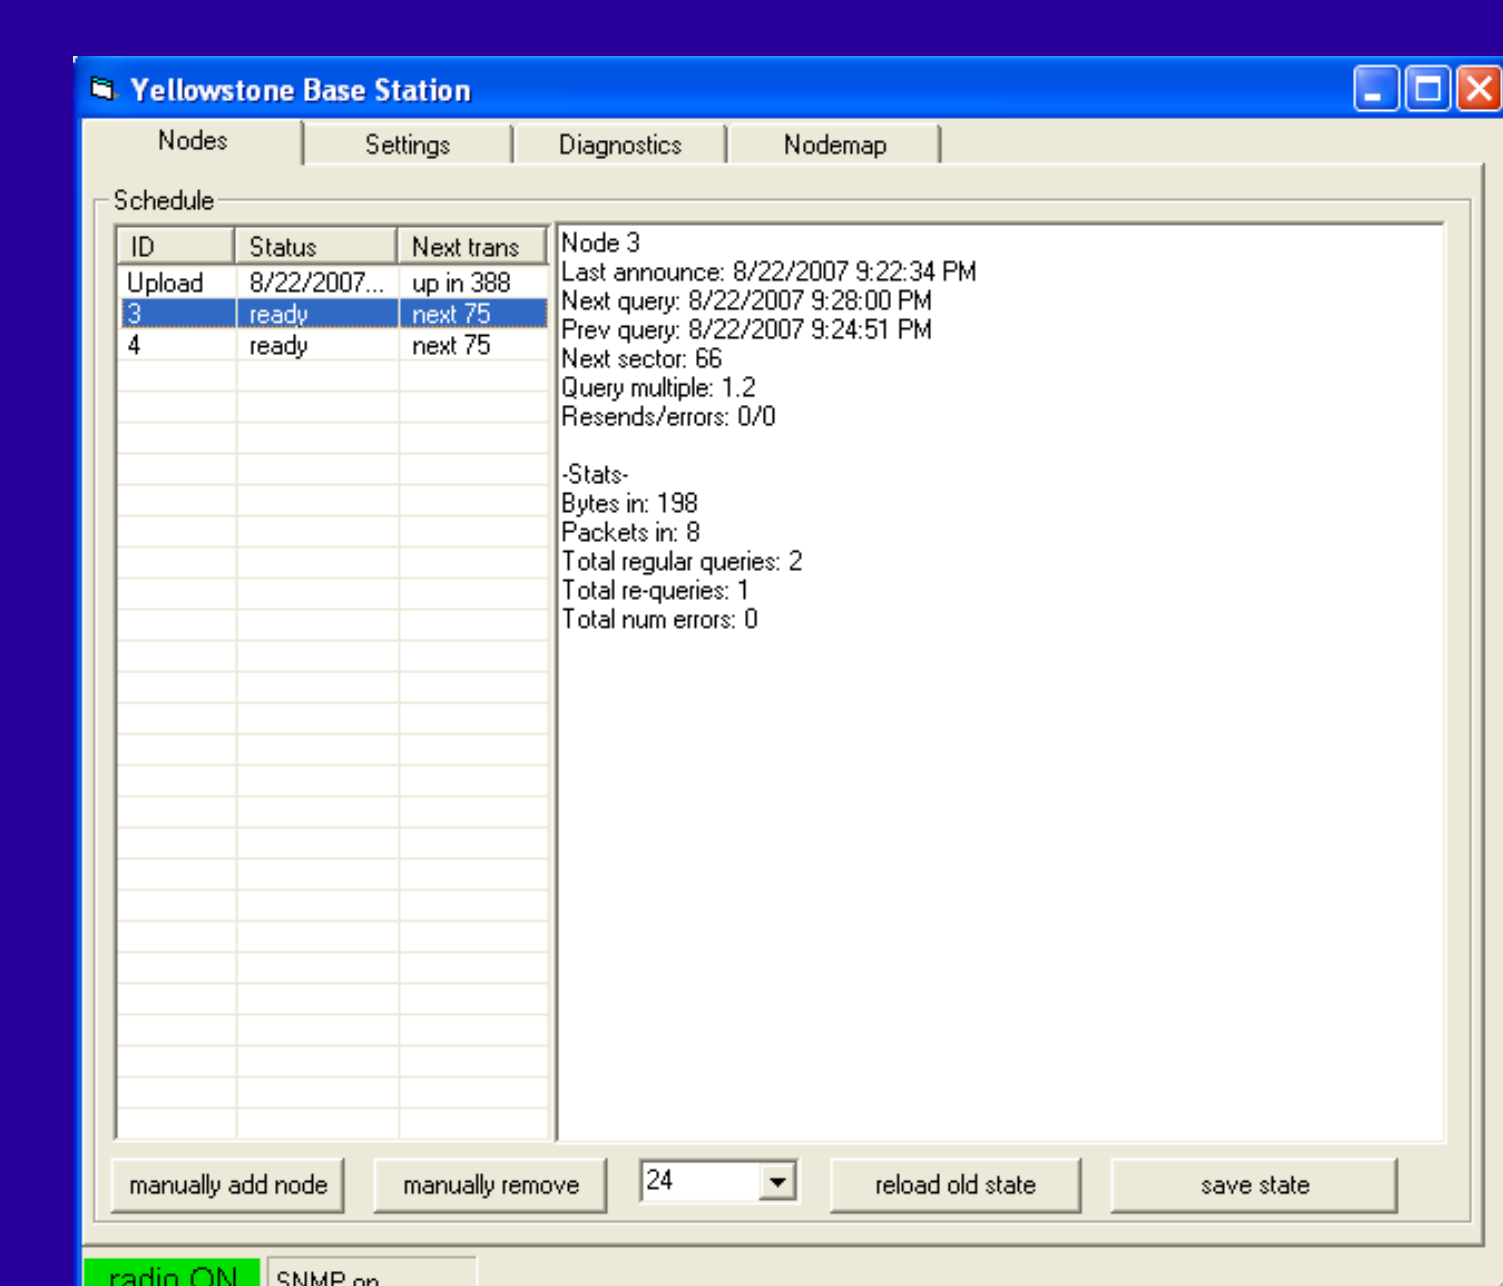 Yellowstone Base Station
Nodes Settings Diagnostics Nodemap
Schedule
ID Status Next trans
Upload 8/22/2007... up in 388
3 ready next 75
4 ready next 75
Node 3
Last announce: 8/22/2007 9:22:34 PM
Next query: 8/22/2007 9:28:00 PM
Prev query: 8/22/2007 9:24:51 PM
Next sector: 66
Query multiple: 1.2
Resends/errors: 0/0
-Stats-
Bytes in: 198
Packets in: 8
Total regular queries: 2
Total re-queries: 1
Total num errors: 0
manually add node manually remove 24 reload old state save state
radio ON SNMP on